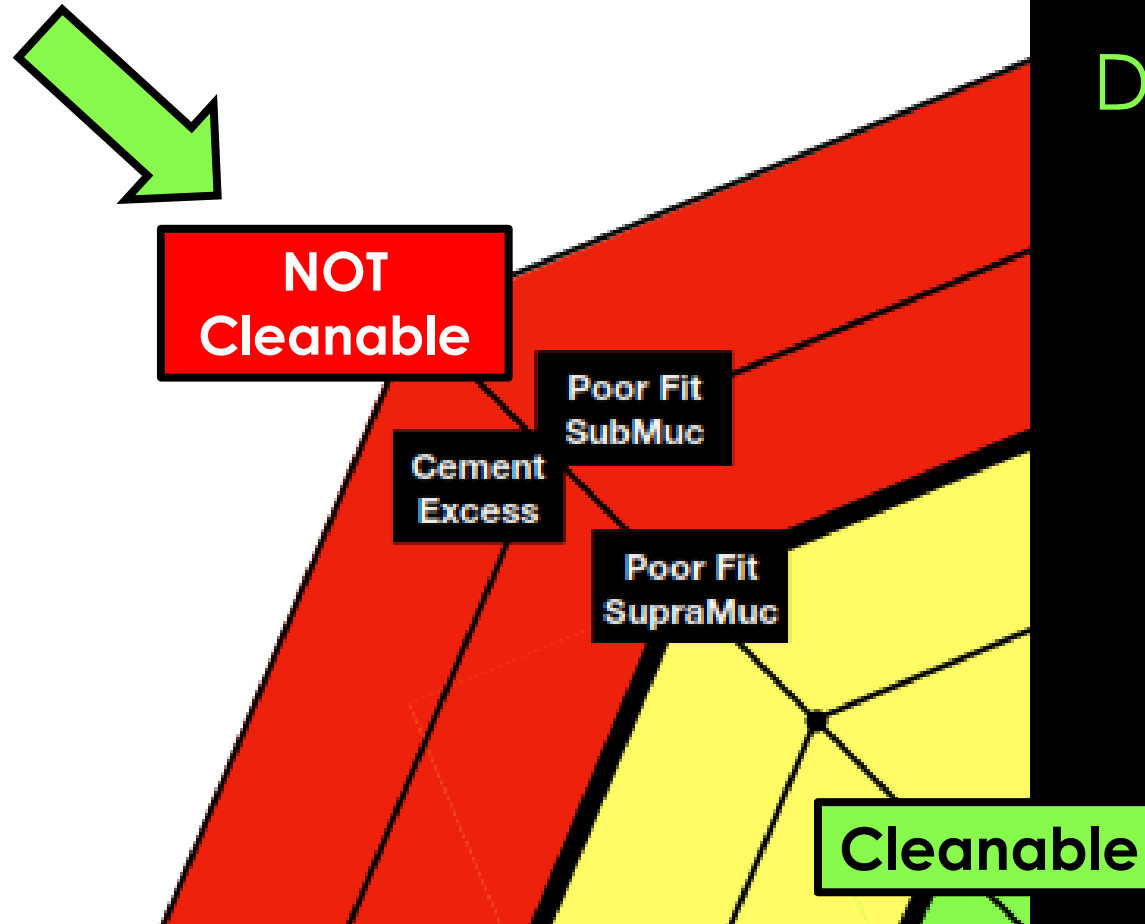 D
NOT
Cleanable
Poor Fit
SubMuc
Cement
Excess
Poor Fit
SupraMuc
Cleanable